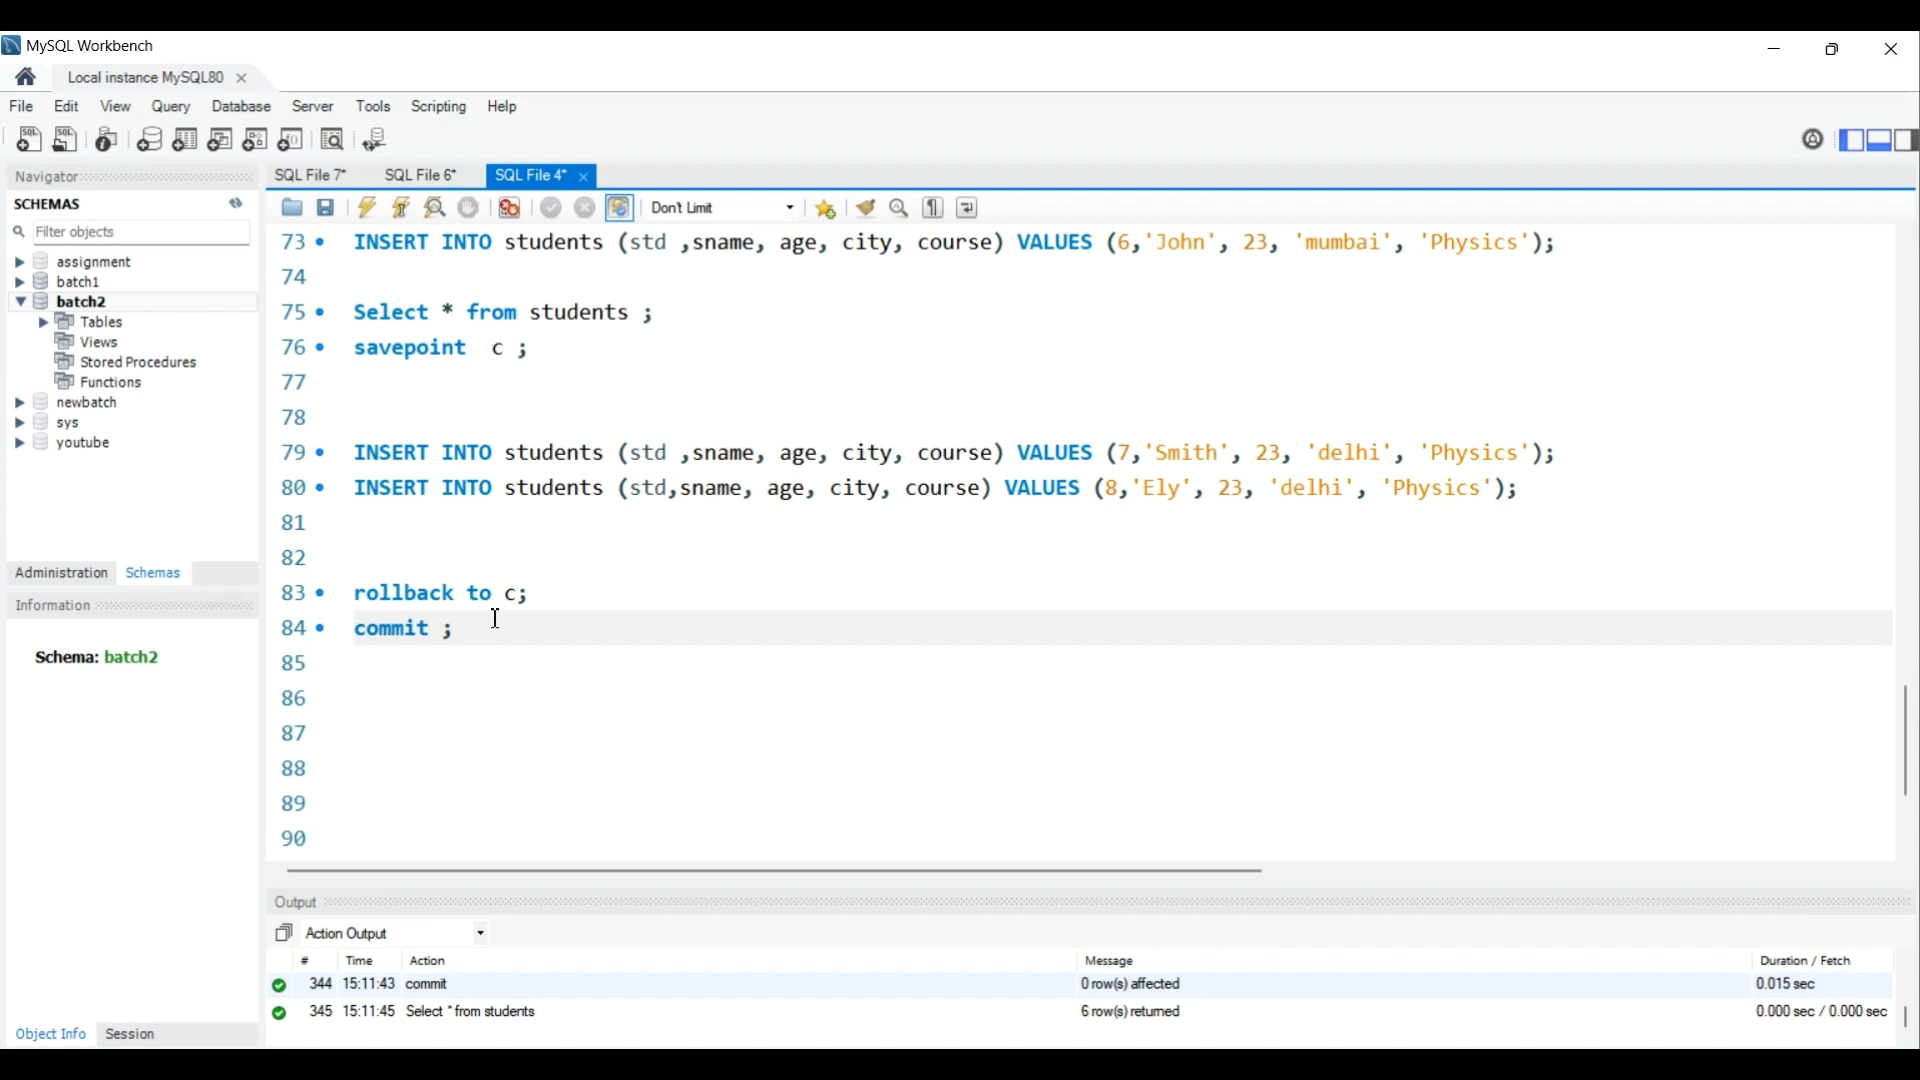 MySQL Workbench
Local instance MySQL80
File Edit View Query Database Server Tools Scripting Help
Navigator
SCHEMAS
Filter objects
assignment
batch1
batch2
Tables
Views
Stored Procedures
Functions
newbatch
sys
youtube
Administration Schemas
Information
Schema: batch2
Object Info Session
SQL File 7* SQL File 6* SQL File 4*
Don't Limit
73 INSERT INTO students (std ,sname, age, city, course) VALUES (6,'John', 23, 'mumbai', 'Physics');
74
75 Select * from students ;
76 savepoint c ;
77
78
79 INSERT INTO students (std ,sname, age, city, course) VALUES (7,'Smith', 23, 'delhi', 'Physics');
80 INSERT INTO students (std,sname, age, city, course) VALUES (8,'Ely', 23, 'delhi', 'Physics');
81
82
83 rollback to c;
84 commit ;
85
86
87
88
89
90
Output
Action Output
# Time Action Message Duration / Fetch
344 15:11:43 commit 0 row(s) affected 0.015 sec
345 15:11:45 Select * from students 6 row(s) returned 0.000 sec / 0.000 sec